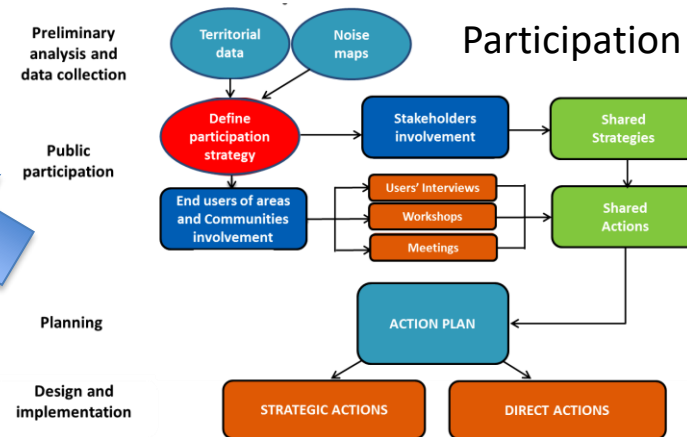 Participation
Preliminary
analysis and
data collection
Territorial
data
Noise
maps
Public
participation
Define
participation
strategy
Stakeholders
involvement
Shared
Strategies
End users of areas
and Communities
involvement
Users' Interviews
Workshops
Meetings
Shared
Actions
Planning
ACTION PLAN
Design and
implementation
STRATEGIC ACTIONS
DIRECT ACTIONS